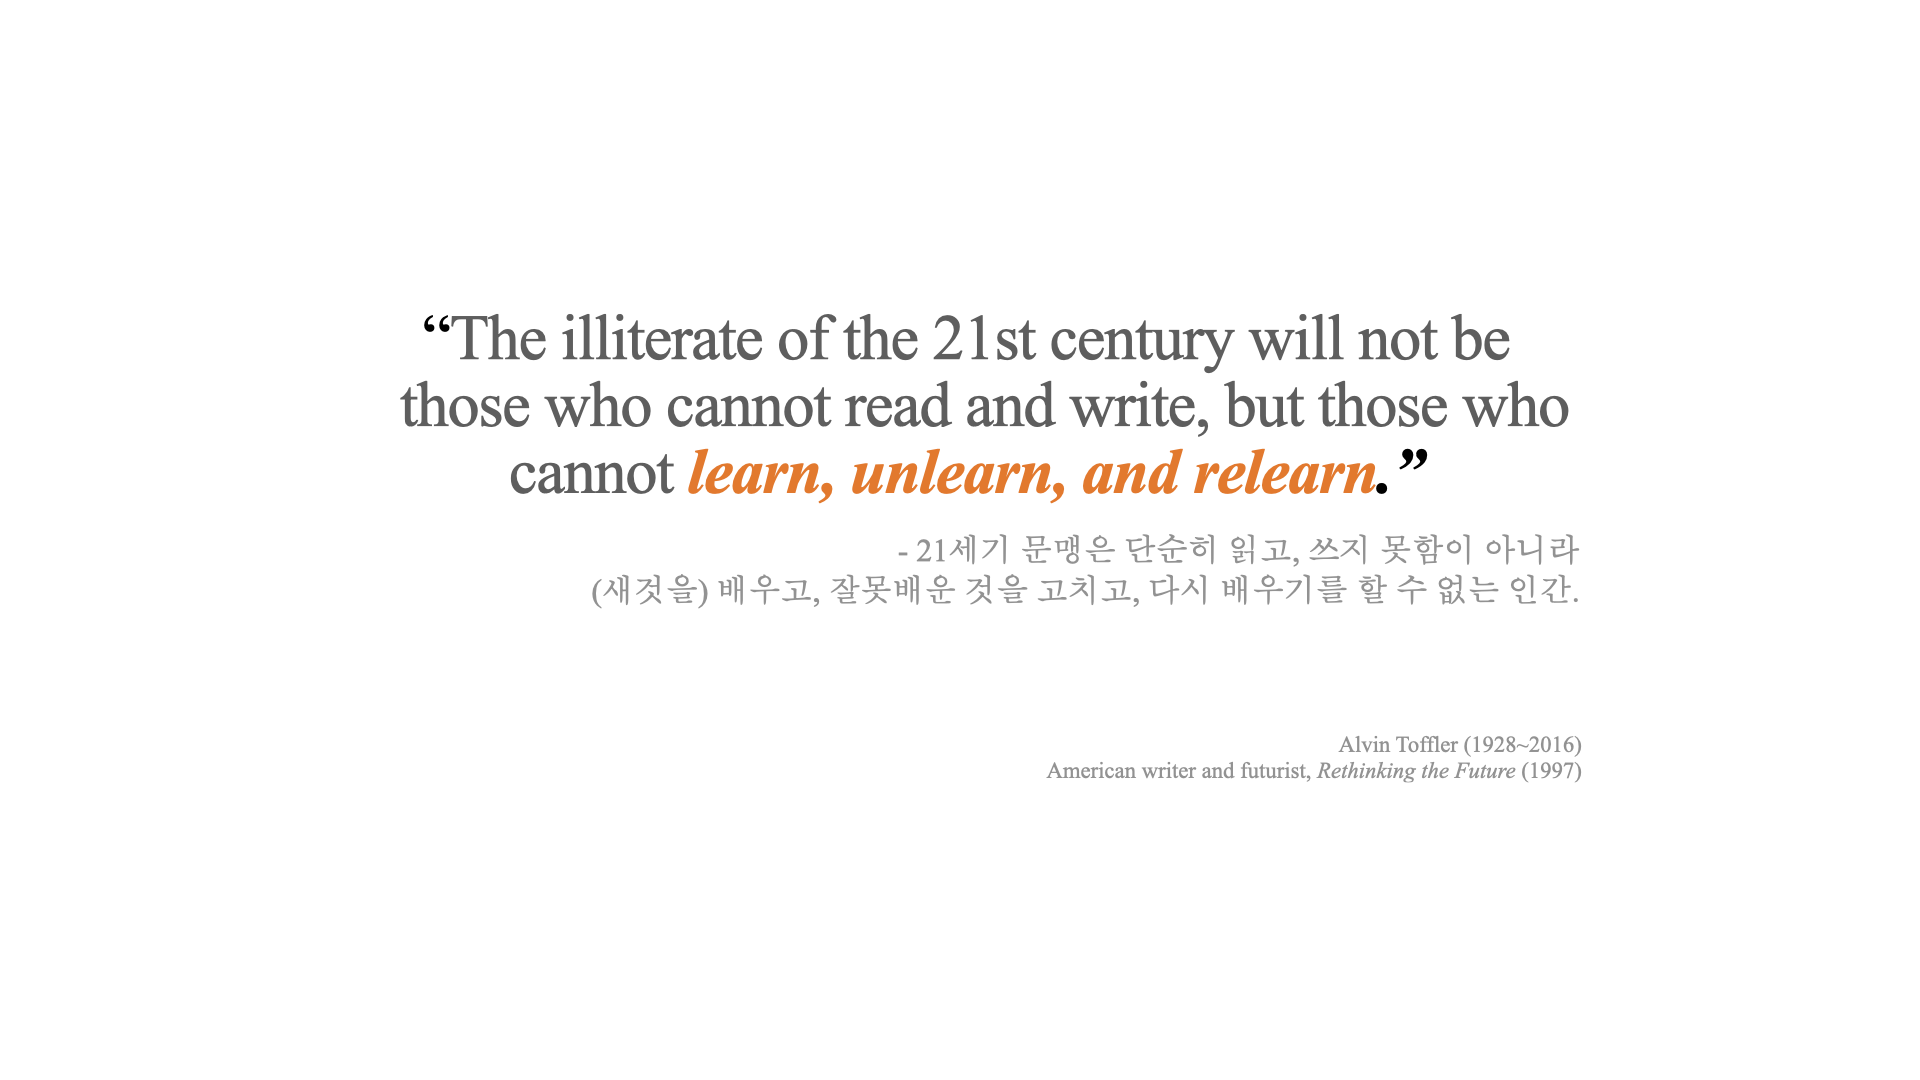 “The illiterate of the 21st century will not be
those who cannot read and write, but those who
cannot learn, unlearn, and relearn.”
- 21세기 문맹은 단순히 읽고, 쓰지 못함이 아니라
(새것을) 배우고, 잘못배운 것을 고치고, 다시 배우기를 할 수 없는 인간.
Alvin Toffler (1928~2016)
American writer and futurist, Rethinking the Future (1997)